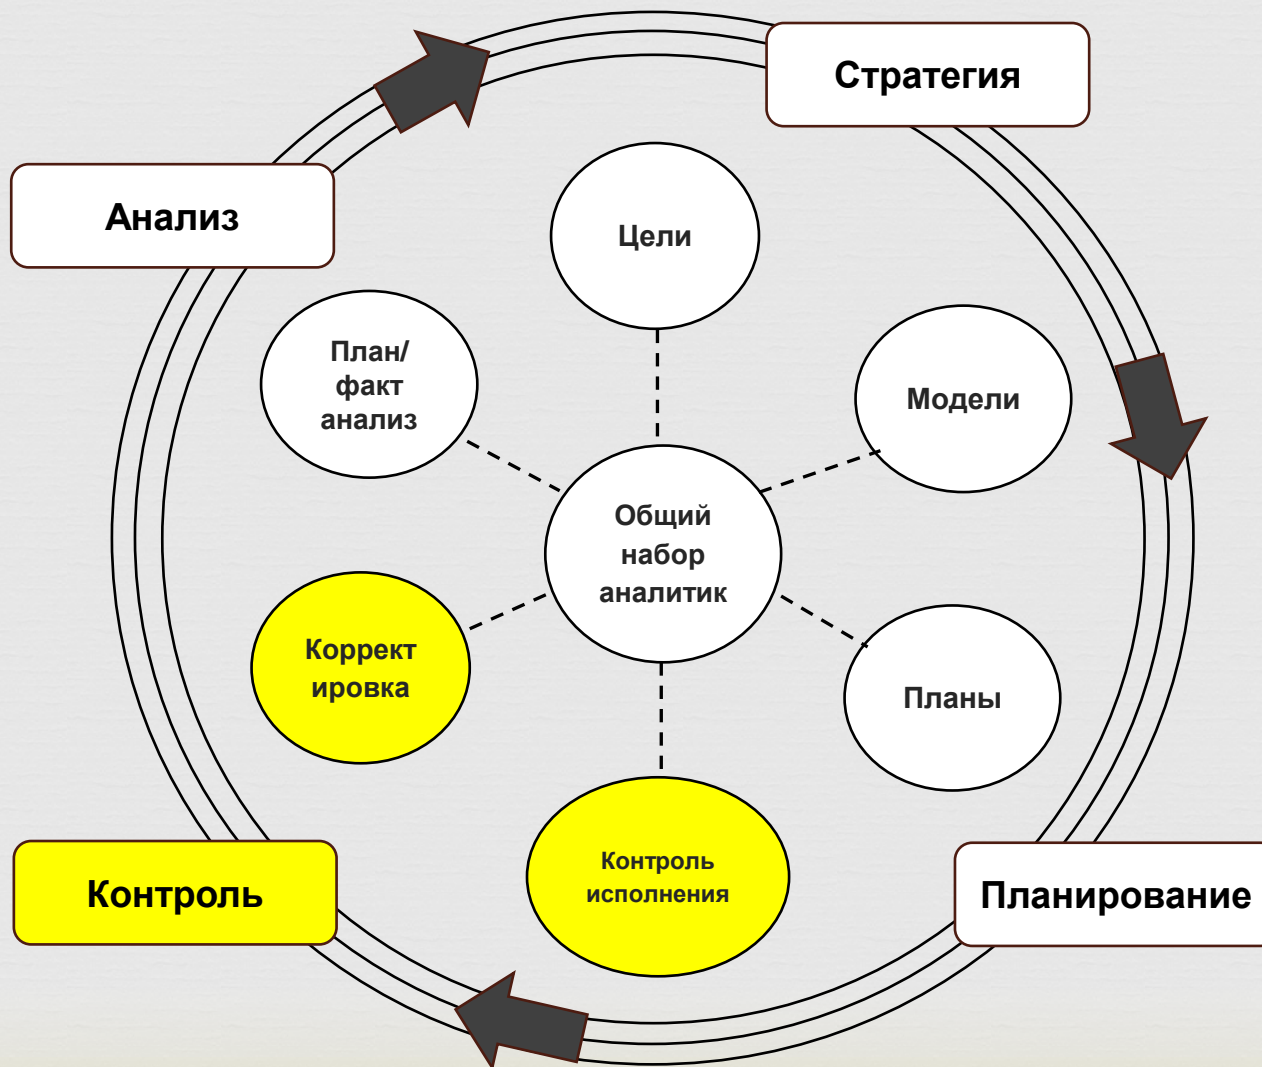 Стратегия
Анализ
Цели
План/
факт
анализ
Модели
Общий
набор
аналитик
Коррект
ировка
Планы
Контроль
исполнения
Контроль
Планирование